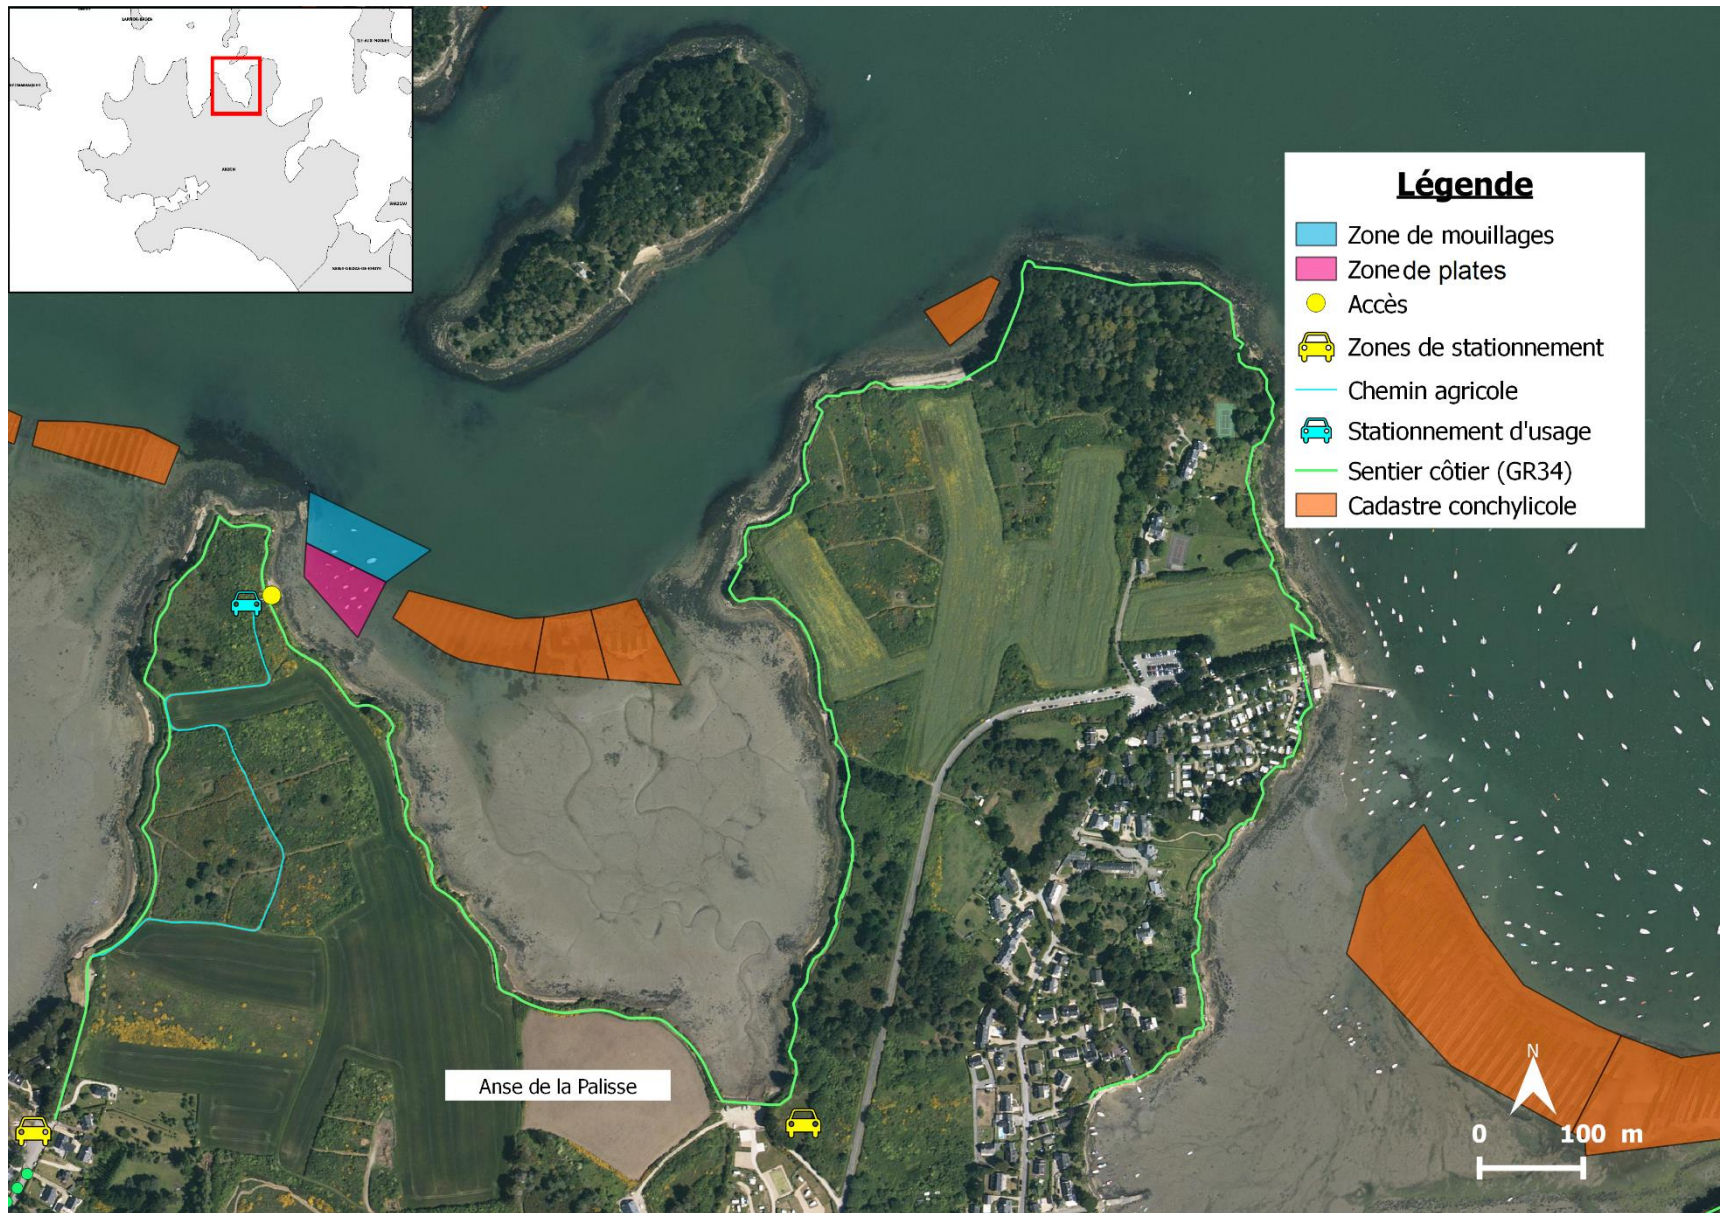 ARZON
Légende
Zone de mouillages
Zone de plates
Accès
Zones de stationnement
Chemin agricole
Stationnement d'usage
Sentier côtier (GR34)
Cadastre conchylicole
Anse de la Palisse
N
0 100 m